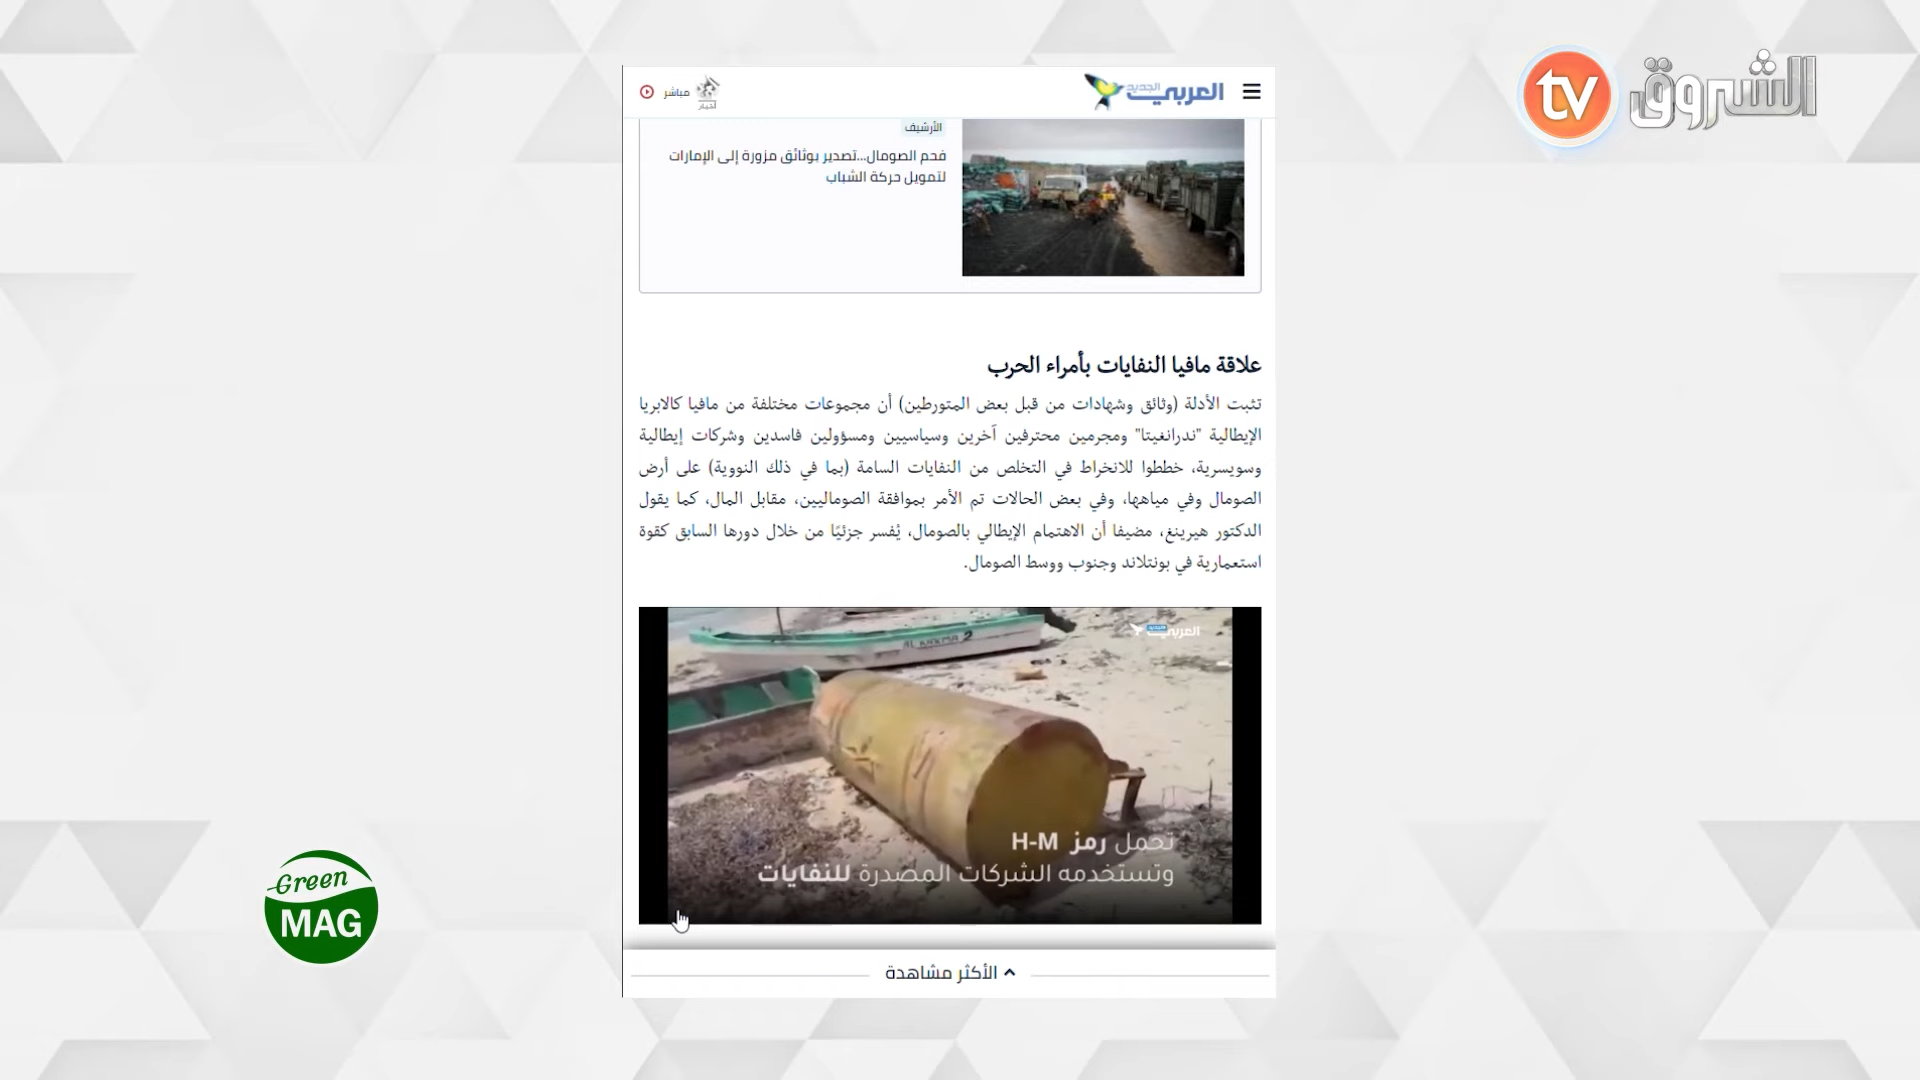 الشروق
tv
العربي الجديد
أخبار
مباشر
الأرشيف
فحم الصومال...تصدير بوثائق مزورة إلى الإمارات
لتمويل حركة الشباب
علاقة مافيا النفايات بأمراء الحرب
تثبت الأدلة (وثائق وشهادات من قبل بعض المتورطين) أن مجموعات مختلفة من مافيا كالابريا
الإيطالية "ندرانغيتا" ومجرمين محترفين آخرين وسياسيين ومسؤولين فاسدين وشركات إيطالية
وسويسرية، خططوا للانخراط في التخلص من النفايات السامة (بما في ذلك النووية) على أرض
الصومال وفي مياهها، وفي بعض الحالات تم الأمر بموافقة الصوماليين، مقابل المال، كما يقول
الدكتور هيرينغ، مضيفا أن الاهتمام الإيطالي بالصومال، يُفسر جزئيًا من خلال دورها السابق كقوة
استعمارية في بونتلاند وجنوب ووسط الصومال.
العربي الجديد
تحمل رمز H-M
وتستخدمه الشركات المصدرة للنفايات
الأكثر مشاهدة
Green
MAG